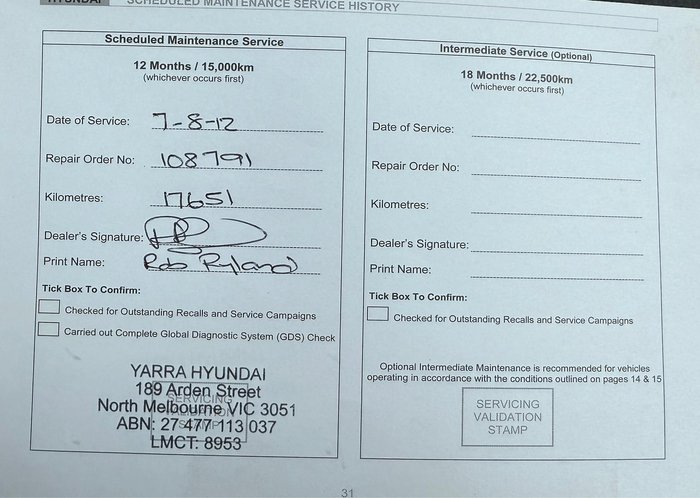 HYUNDAI SCHEDULED MAINTENANCE SERVICE HISTORY
Scheduled Maintenance Service
12 Months / 15,000km
(whichever occurs first)
Date of Service: 7-8-12
Repair Order No: 108791
Kilometres: 17651
Dealer's Signature:
Print Name: Rob Ryland
Tick Box To Confirm:
Checked for Outstanding Recalls and Service Campaigns
Carried out Complete Global Diagnostic System (GDS) Check
SERVICING
VALIDATION
STAMP
YARRA HYUNDAI
189 Arden Street
North Melbourne VIC 3051
ABN: 27 477 113 037
LMCT: 8953
Intermediate Service (Optional)
18 Months / 22,500km
(whichever occurs first)
Date of Service:
Repair Order No:
Kilometres:
Dealer's Signature:
Print Name:
Tick Box To Confirm:
Checked for Outstanding Recalls and Service Campaigns
Optional Intermediate Maintenance is recommended for vehicles
operating in accordance with the conditions outlined on pages 14 & 15
SERVICING
VALIDATION
STAMP
31